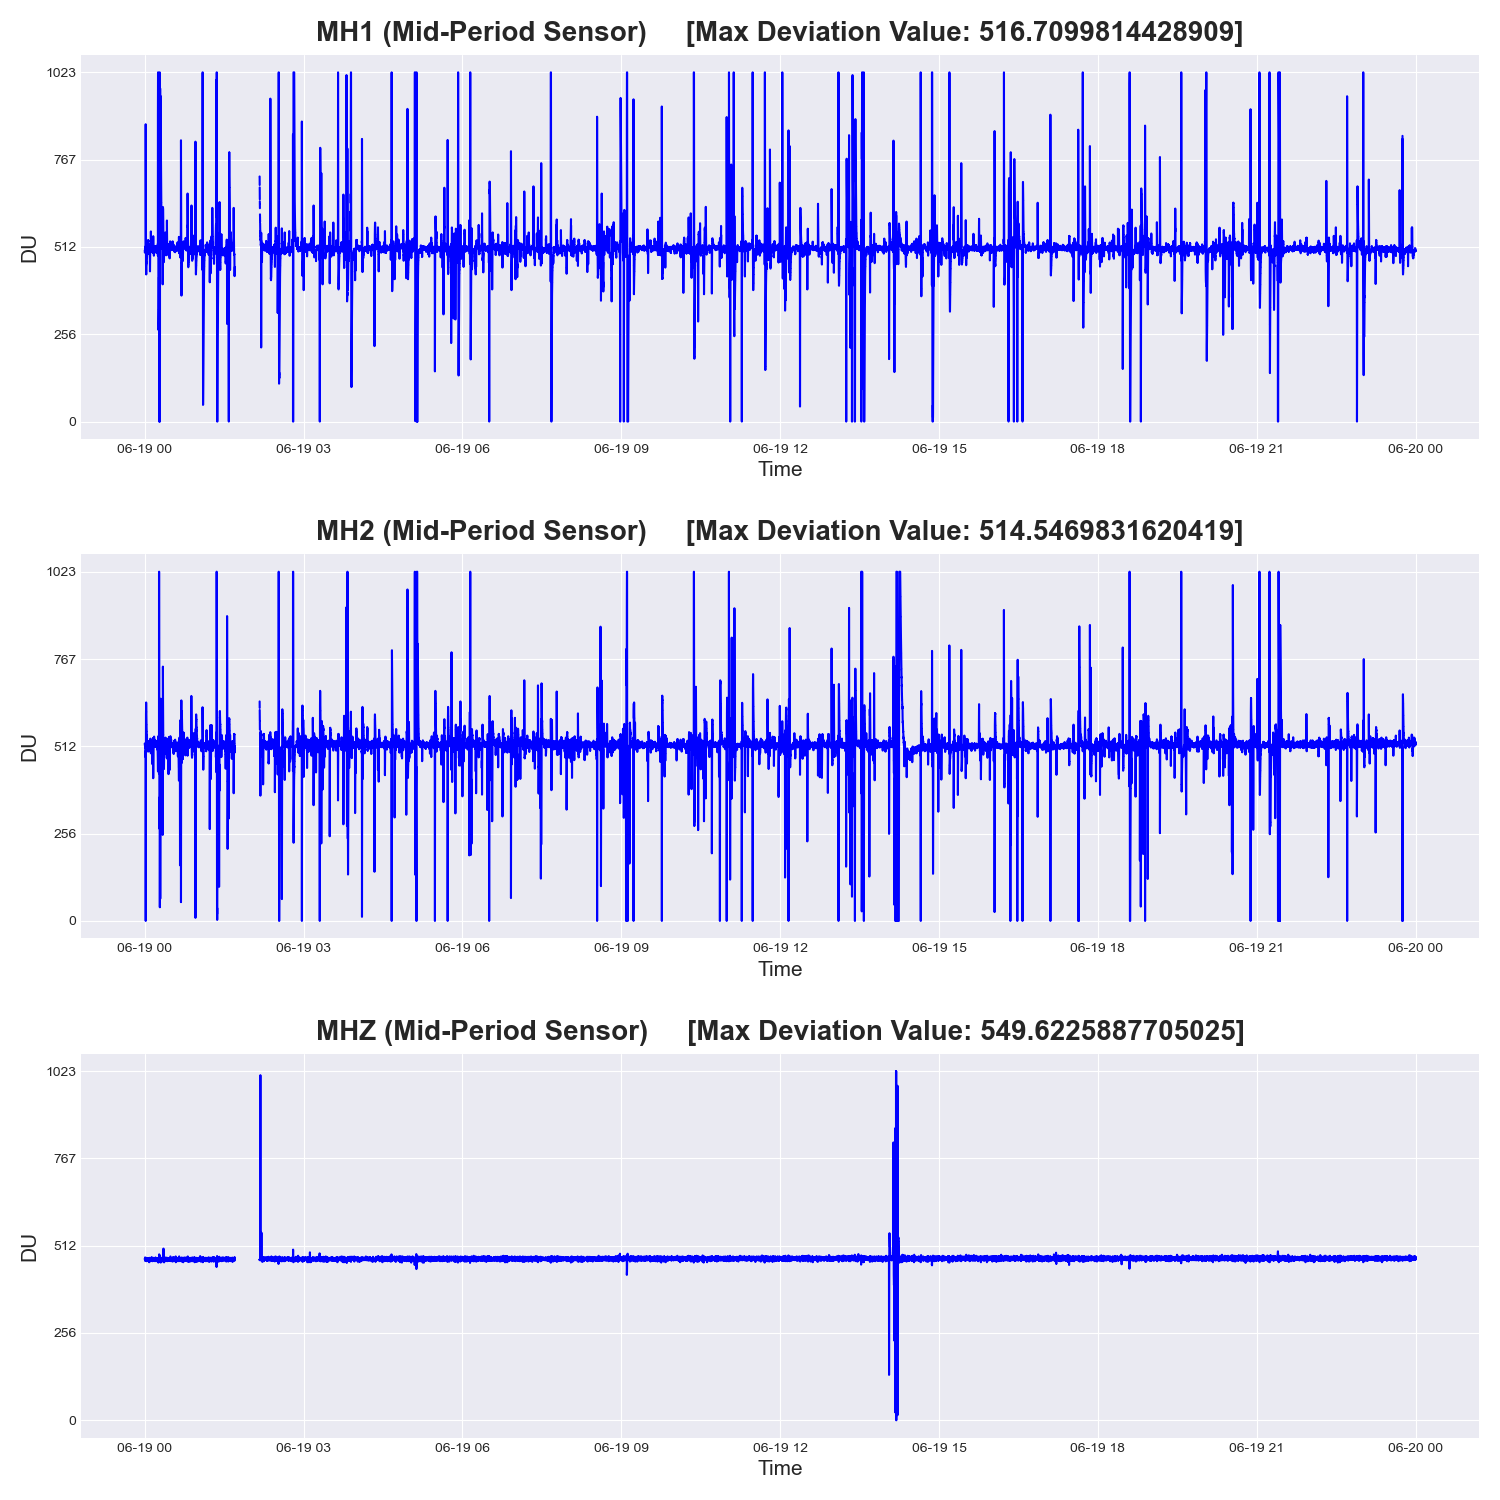 MH1 (Mid-Period Sensor)     [Max Deviation Value: 516.7099814428909]
1023
767
512
256
0
DU
06-19 00 06-19 03 06-19 06 06-19 09 06-19 12 06-19 15 06-19 18 06-19 21 06-20 00
Time
MH2 (Mid-Period Sensor)     [Max Deviation Value: 514.5469831620419]
1023
767
512
256
0
DU
06-19 00 06-19 03 06-19 06 06-19 09 06-19 12 06-19 15 06-19 18 06-19 21 06-20 00
Time
MHZ (Mid-Period Sensor)     [Max Deviation Value: 549.6225887705025]
1023
767
512
256
0
DU
06-19 00 06-19 03 06-19 06 06-19 09 06-19 12 06-19 15 06-19 18 06-19 21 06-20 00
Time